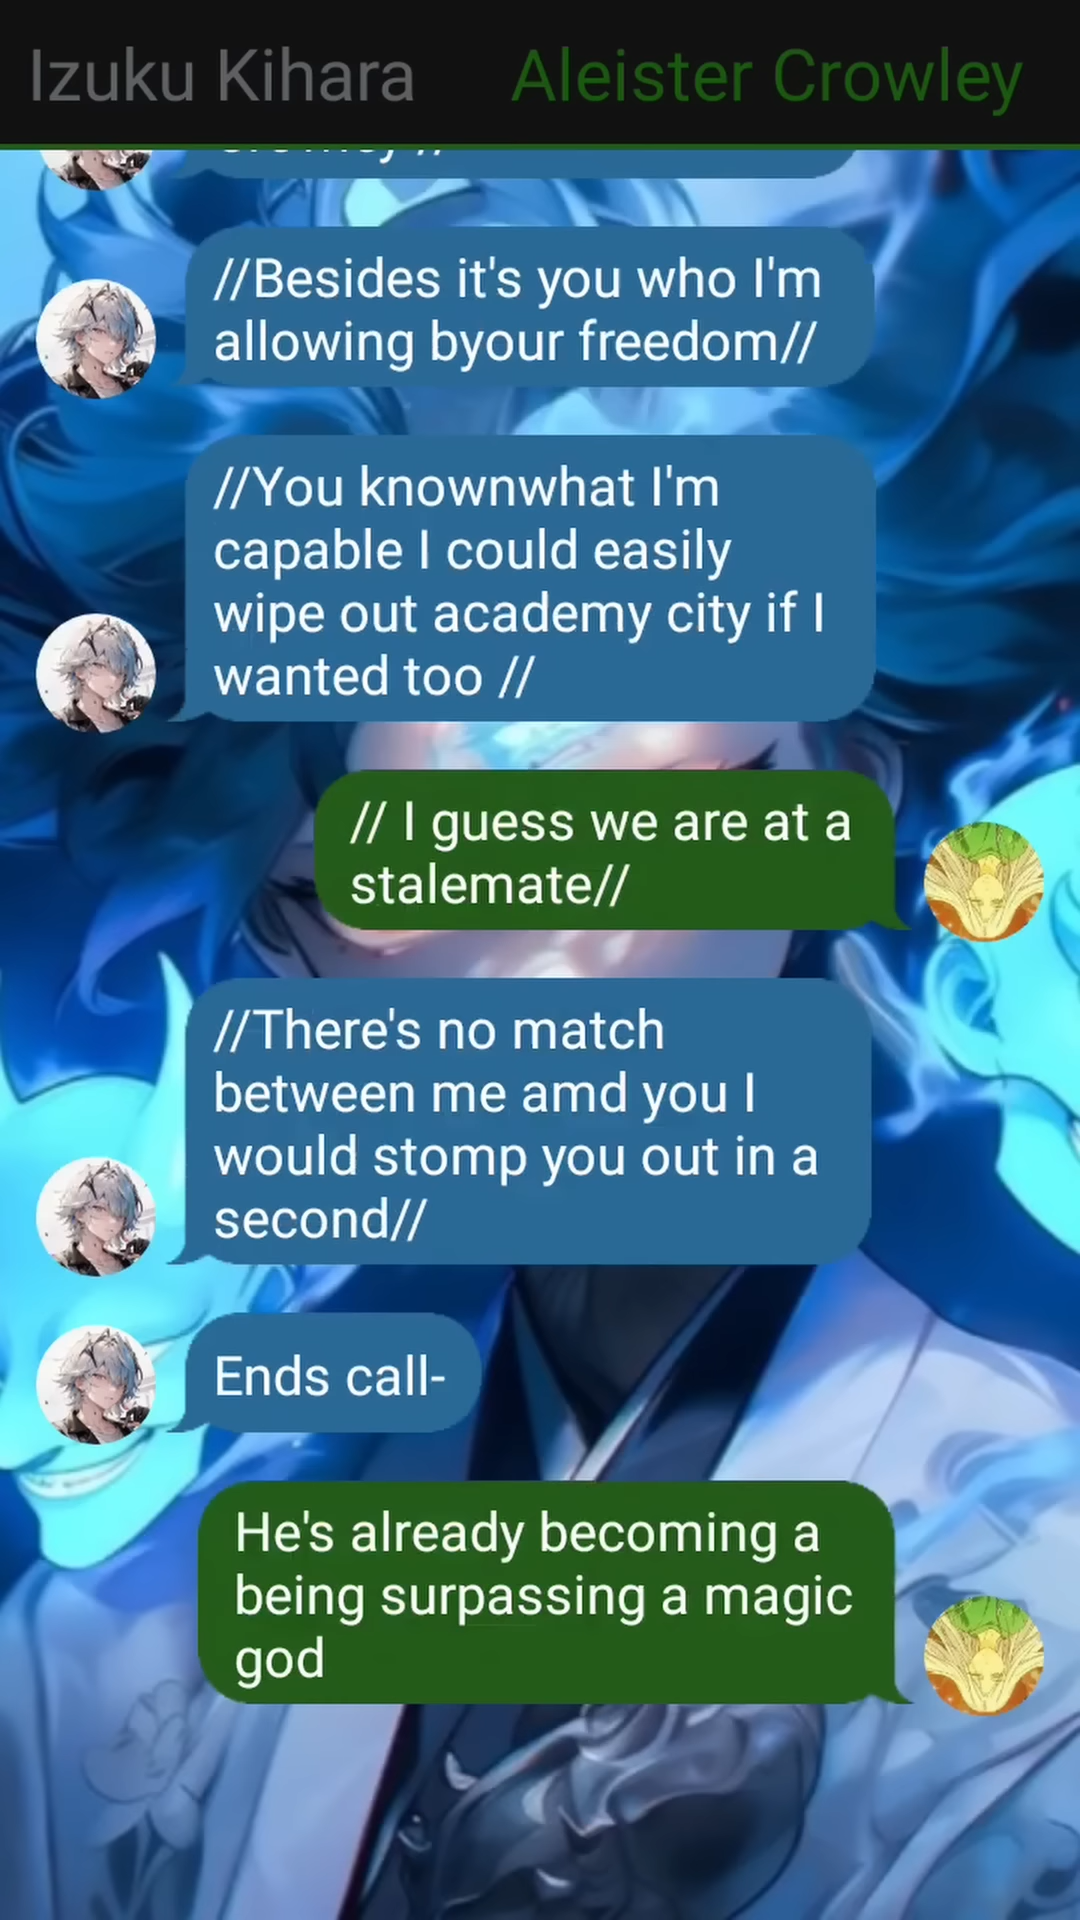 Izuku Kihara Aleister Crowley
//Besides it's you who I'm
allowing byour freedom//
//You knownwhat I'm
capable I could easily
wipe out academy city if I
wanted too //
// I guess we are at a
stalemate//
//There's no match
between me amd you I
would stomp you out in a
second//
Ends call-
He's already becoming a
being surpassing a magic
god